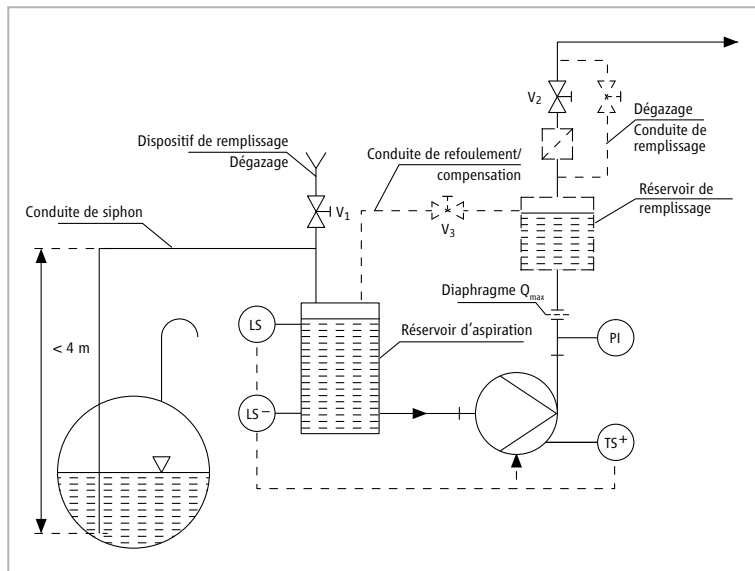 V₂
Dégazage
Conduite de
remplissage
Dispositif de remplissage
Dégazage
Conduite de refoulement/
compensation
Réservoir de
remplissage
V₁
V₃
Conduite de siphon
Diaphragme Qmax
< 4 m
LS
Réservoir d'aspiration
PI
LS−
TS+